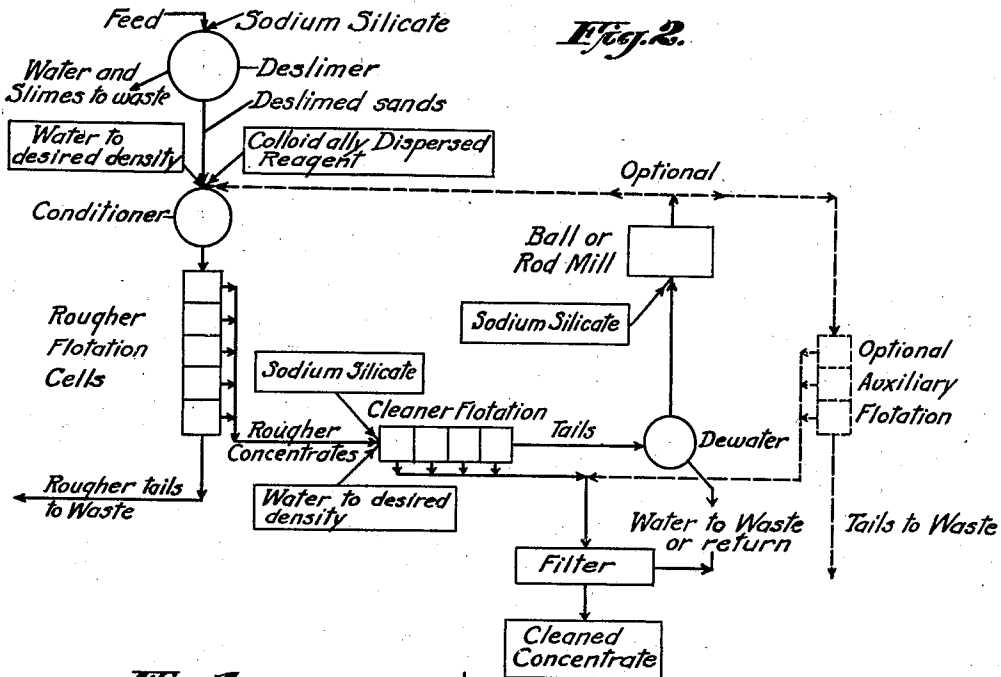 Fig. 2.
Feed
Sodium Silicate
Water and
Slimes to waste
Deslimer
Deslimed sands
Water to
desired density
Colloidally Dispersed
Reagent
Optional
Conditioner
Ball or
Rod Mill
Sodium Silicate
Rougher
Flotation
Cells
Optional
Auxiliary
Flotation
Sodium Silicate
Cleaner Flotation
Rougher
Concentrates
Tails
Dewater
Rougher tails
to Waste
Water to desired
density
Water to Waste
or return
Tails to Waste
Filter
Cleaned
Concentrate